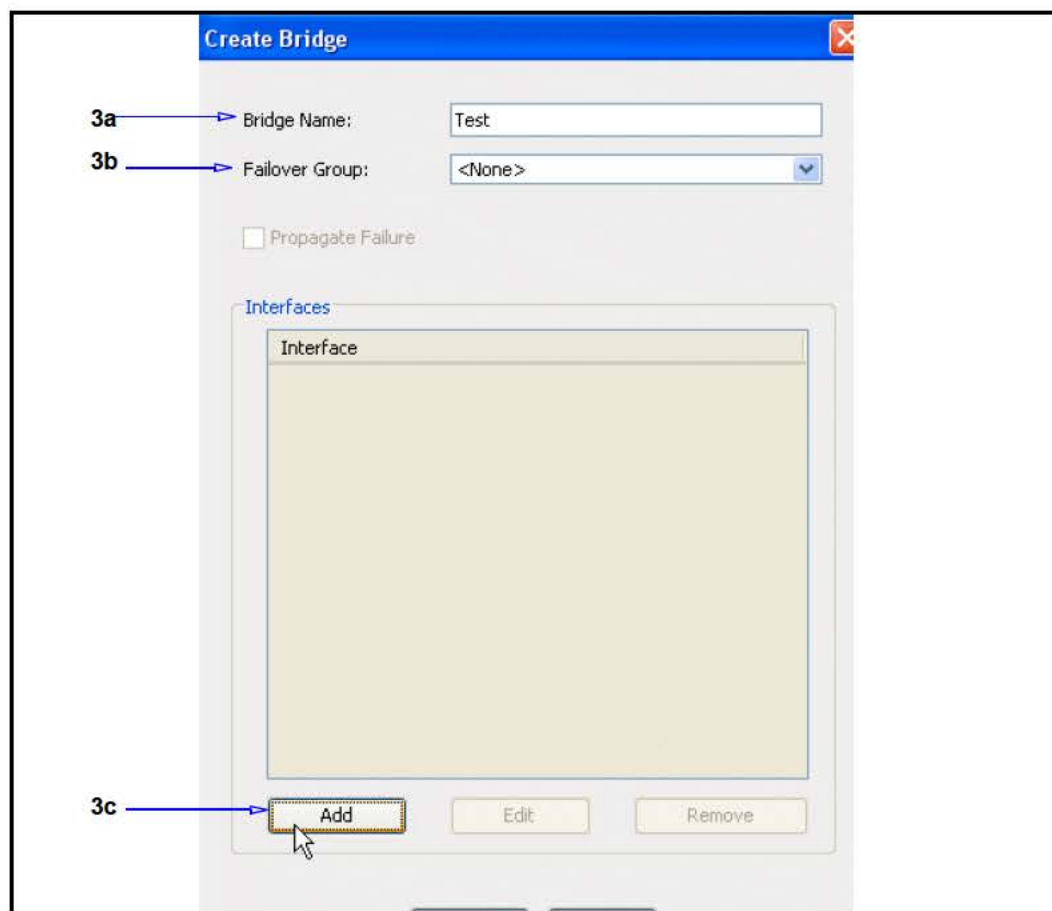 Create Bridge
3a Bridge Name: Test
3b Failover Group: <None>
Propagate Failure
Interfaces
Interface
3c Add Edit Remove